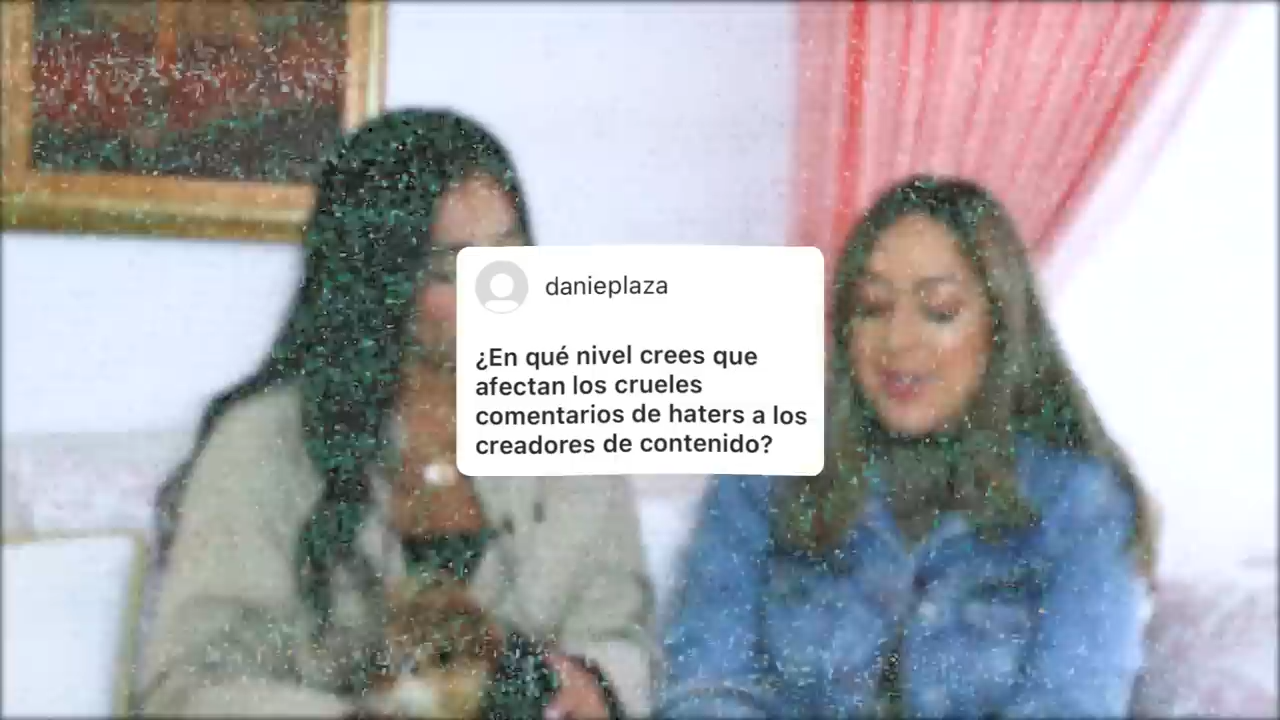 danieplaza
¿En qué nivel crees que
afectan los crueles
comentarios de haters a los
creadores de contenido?